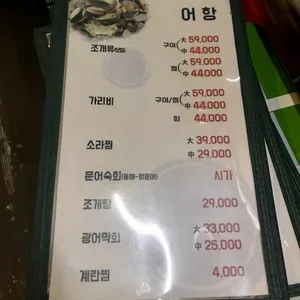 어 항
조개류(모듬) 구이 大 59,000
中 44,000
찜 大 59,000
中 44,000
가리비 구이/찜 大 59,000
中 44,000
회 44,000
소라찜 大 39,000
中 29,000
문어숙회 시가
조개탕 29,000
광어막회 大 33,000
中 25,000
계란찜 4,000